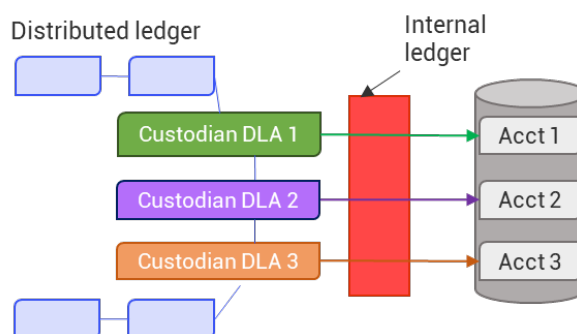 Distributed ledger
Internal
ledger
Custodian DLA 1
Acct 1
Custodian DLA 2
Acct 2
Custodian DLA 3
Acct 3